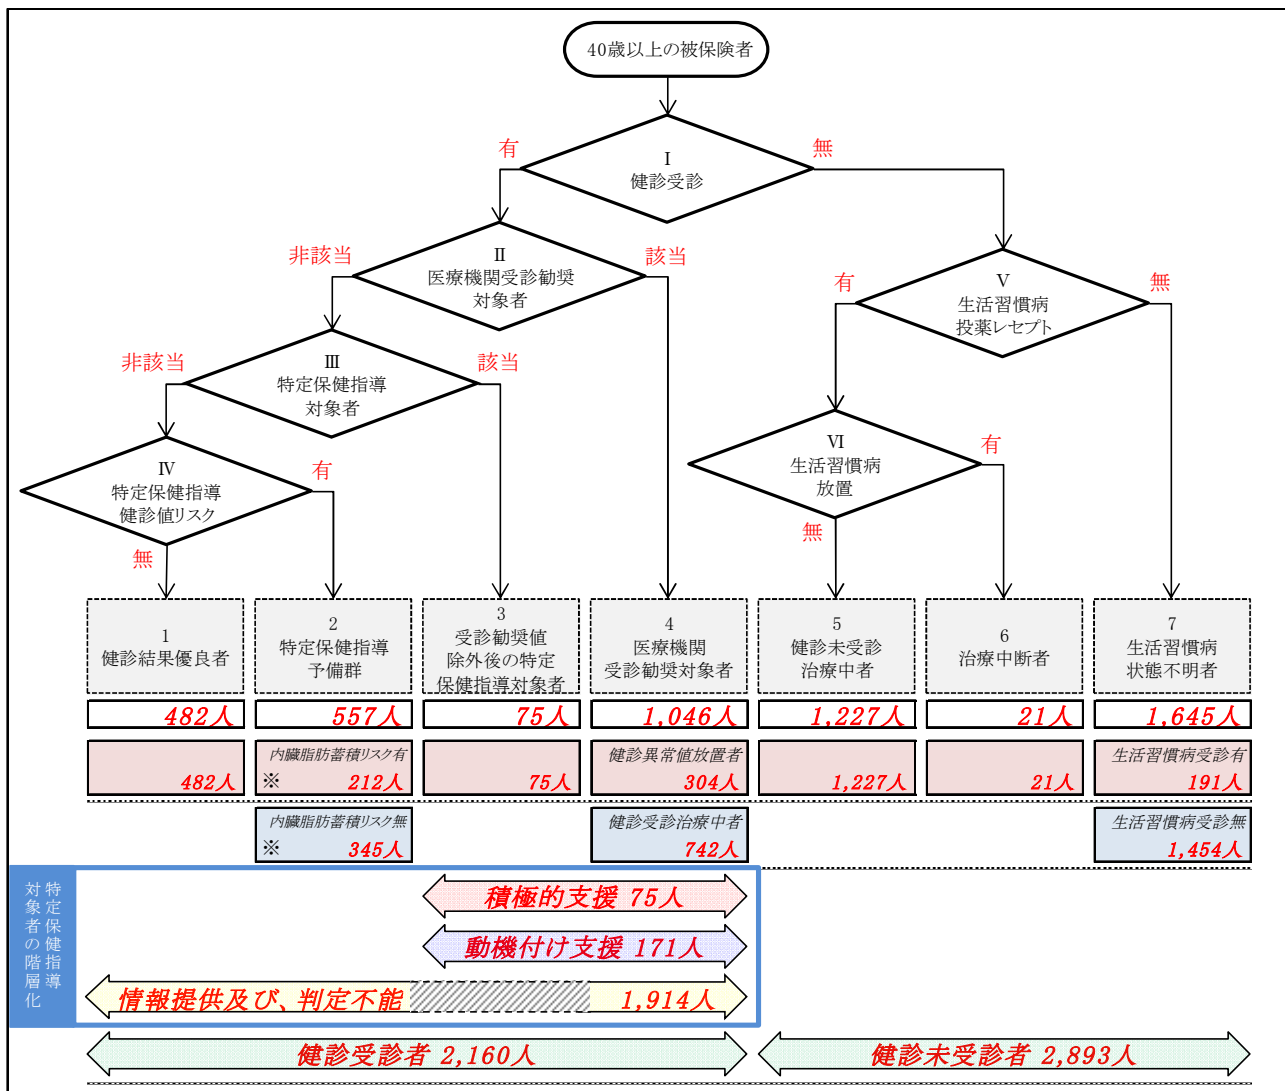 40歳以上の被保険者
Ⅰ
健診受診
有
無
Ⅱ
医療機関受診勧奨
対象者
非該当
該当
Ⅴ
生活習慣病
投薬レセプト
有
無
Ⅲ
特定保健指導
対象者
非該当
該当
Ⅳ
特定保健指導
健診値リスク
有
無
Ⅵ
生活習慣病
放置
有
無
1
健診結果優良者
2
特定保健指導
予備群
3
受診勧奨値
除外後の特定
保健指導対象者
4
医療機関
受診勧奨対象者
5
健診未受診
治療中者
6
治療中断者
7
生活習慣病
状態不明者
482人
557人
75人
1,046人
1,227人
21人
1,645人
482人
内臓脂肪蓄積リスク有
※ 212人
75人
健診異常値放置者
304人
1,227人
21人
生活習慣病受診有
191人
内臓脂肪蓄積リスク無
※ 345人
健診受診治療中者
742人
生活習慣病受診無
1,454人
特定保健指導
対象者の階層化
積極的支援 75人
動機付け支援 171人
情報提供及び、判定不能 1,914人
健診受診者 2,160人
健診未受診者 2,893人